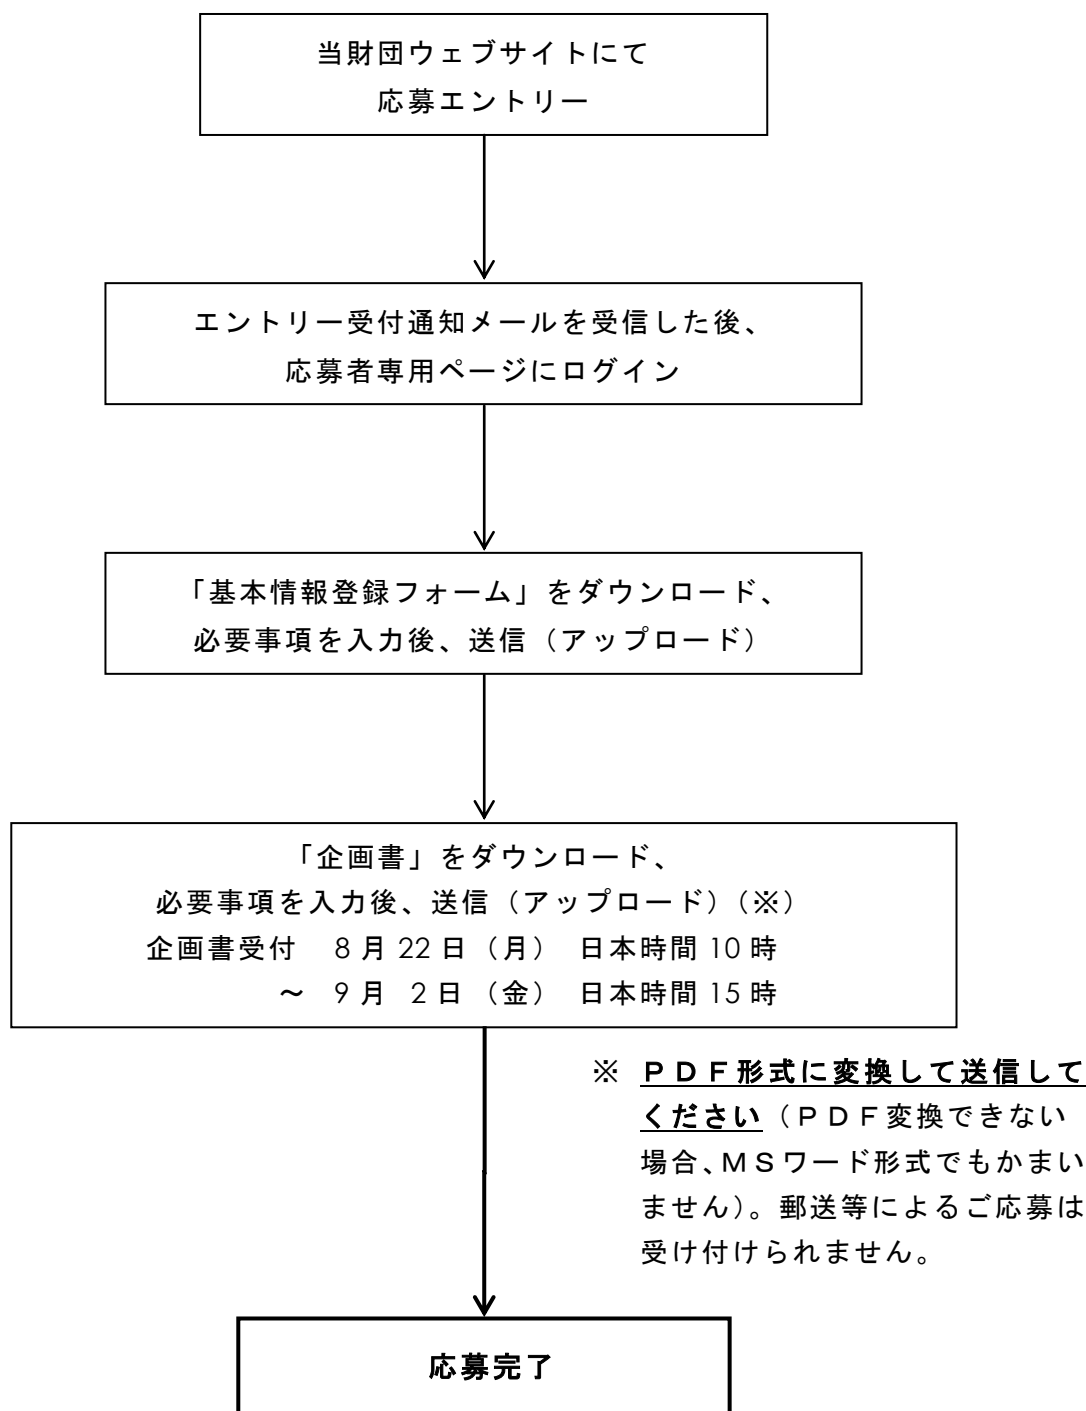 当財団ウェブサイトにて
応募エントリー
エントリー受付通知メールを受信した後、
応募者専用ページにログイン
「基本情報登録フォーム」をダウンロード、
必要事項を入力後、送信（アップロード）
「企画書」をダウンロード、
必要事項を入力後、送信（アップロード）（※）
企画書受付　8月22日（月）　日本時間10時
～　9月　2日（金）　日本時間15時
※　ＰＤＦ形式に変換して送信して
ください（ＰＤＦ変換できない
場合、ＭＳワード形式でもかまい
ません）。郵送等によるご応募は
受け付けられません。
応募完了